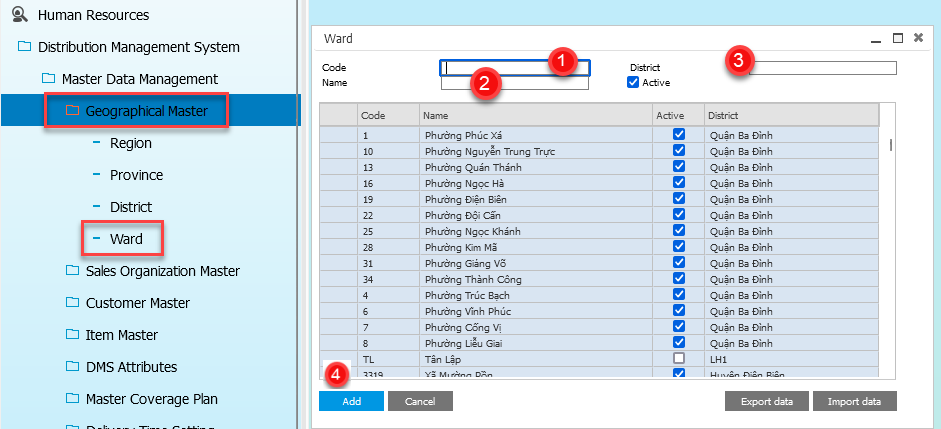 Human Resources
Distribution Management System
Master Data Management
Geographical Master
Region
Province
District
Ward
Sales Organization Master
Customer Master
Item Master
DMS Attributes
Master Coverage Plan
Delivery Time Setting
Ward
Code 1 District 3
Name 2 Active
Code Name Active District
1 Phường Phúc Xá Quận Ba Đình
10 Phường Nguyễn Trung Trực Quận Ba Đình
13 Phường Quán Thánh Quận Ba Đình
16 Phường Ngọc Hà Quận Ba Đình
19 Phường Điện Biên Quận Ba Đình
22 Phường Đội Cấn Quận Ba Đình
25 Phường Ngọc Khánh Quận Ba Đình
28 Phường Kim Mã Quận Ba Đình
31 Phường Giảng Võ Quận Ba Đình
34 Phường Thành Công Quận Ba Đình
4 Phường Trúc Bạch Quận Ba Đình
6 Phường Vĩnh Phúc Quận Ba Đình
7 Phường Cống Vị Quận Ba Đình
8 Phường Liễu Giai Quận Ba Đình
TL Tân Lập LH1
3319 Xã Mường Pồn Huyện Điện Biên
4
Add Cancel Export data Import data